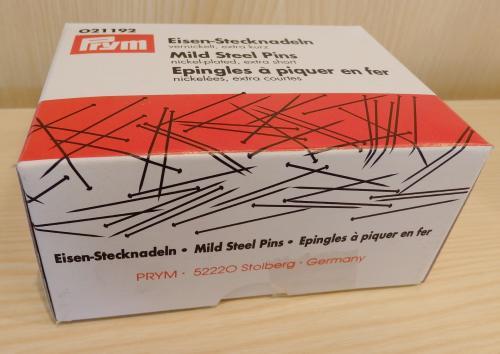 021192
Prym
Eisen-Stecknadeln
vernickelt, extra kurz
Mild Steel Pins
nickel-plated, extra short
Epingles à piquer en fer
nickelées, extra courtes
Eisen-Stecknadeln • Mild Steel Pins • Epingles à piquer en fer
PRYM · 52220 Stolberg · Germany